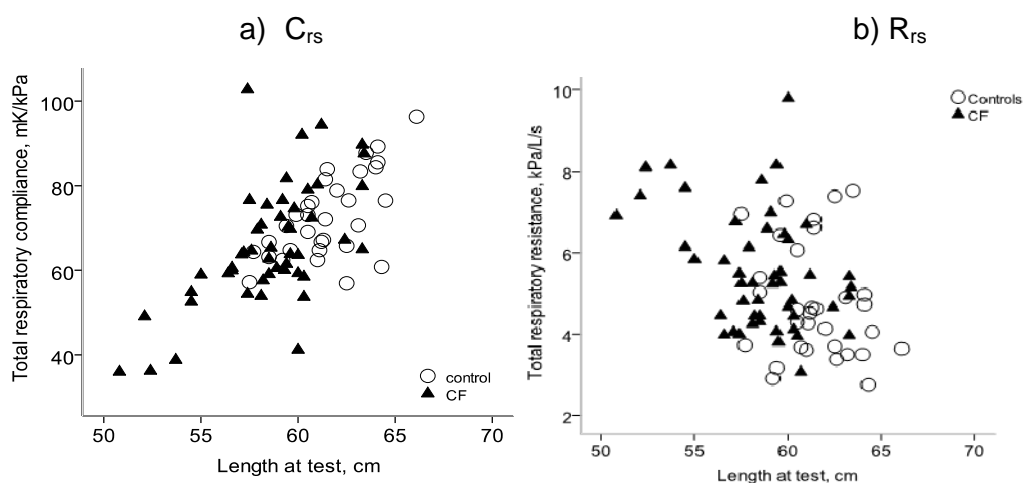 a) Crs
b) Rrs
Total respiratory compliance, mK/kPa
100
80
60
40
50
55
60
65
70
Length at test, cm
control
CF
Total respiratory resistance, kPa/L/s
10
8
6
4
2
50
55
60
65
70
Length at test, cm
Controls
CF